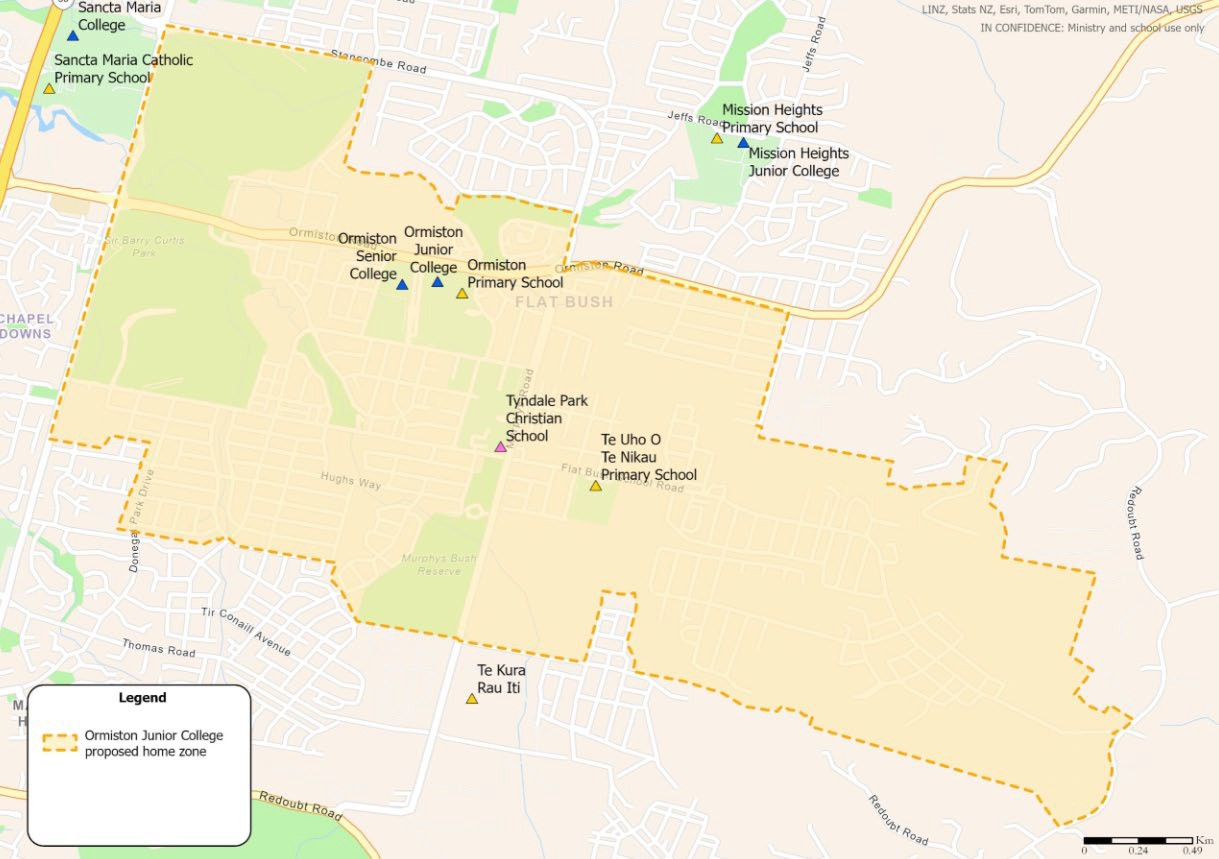 LINZ, Stats NZ, Esri, TomTom, Garmin, METI/NASA, USGS
IN CONFIDENCE: Ministry and school use only
Sancta Maria
College
Sancta Maria Catholic
Primary School
Stancombe Road
Jeffs Road
Jeffs Road
Mission Heights
Primary School
Mission Heights
Junior College
Sir Barry Curtis
Park
Ormiston Road
Ormiston
Senior
College
Ormiston
Junior
College
Ormiston
Primary School
Ormiston Road
FLAT BUSH
CHAPEL
DOWNS
Road
Tyndale Park
Christian
School
Te Uho O
Te Nikau
Primary School
Flat Bush School Road
Hughs Way
Donegal Park Drive
Murphys Bush
Reserve
Redoubt Road
Tir Conaill Avenue
Thomas Road
Te Kura
Rau Iti
Legend
Ormiston Junior College
proposed home zone
Redoubt Road
Redoubt Road
Km
0 0.24 0.49